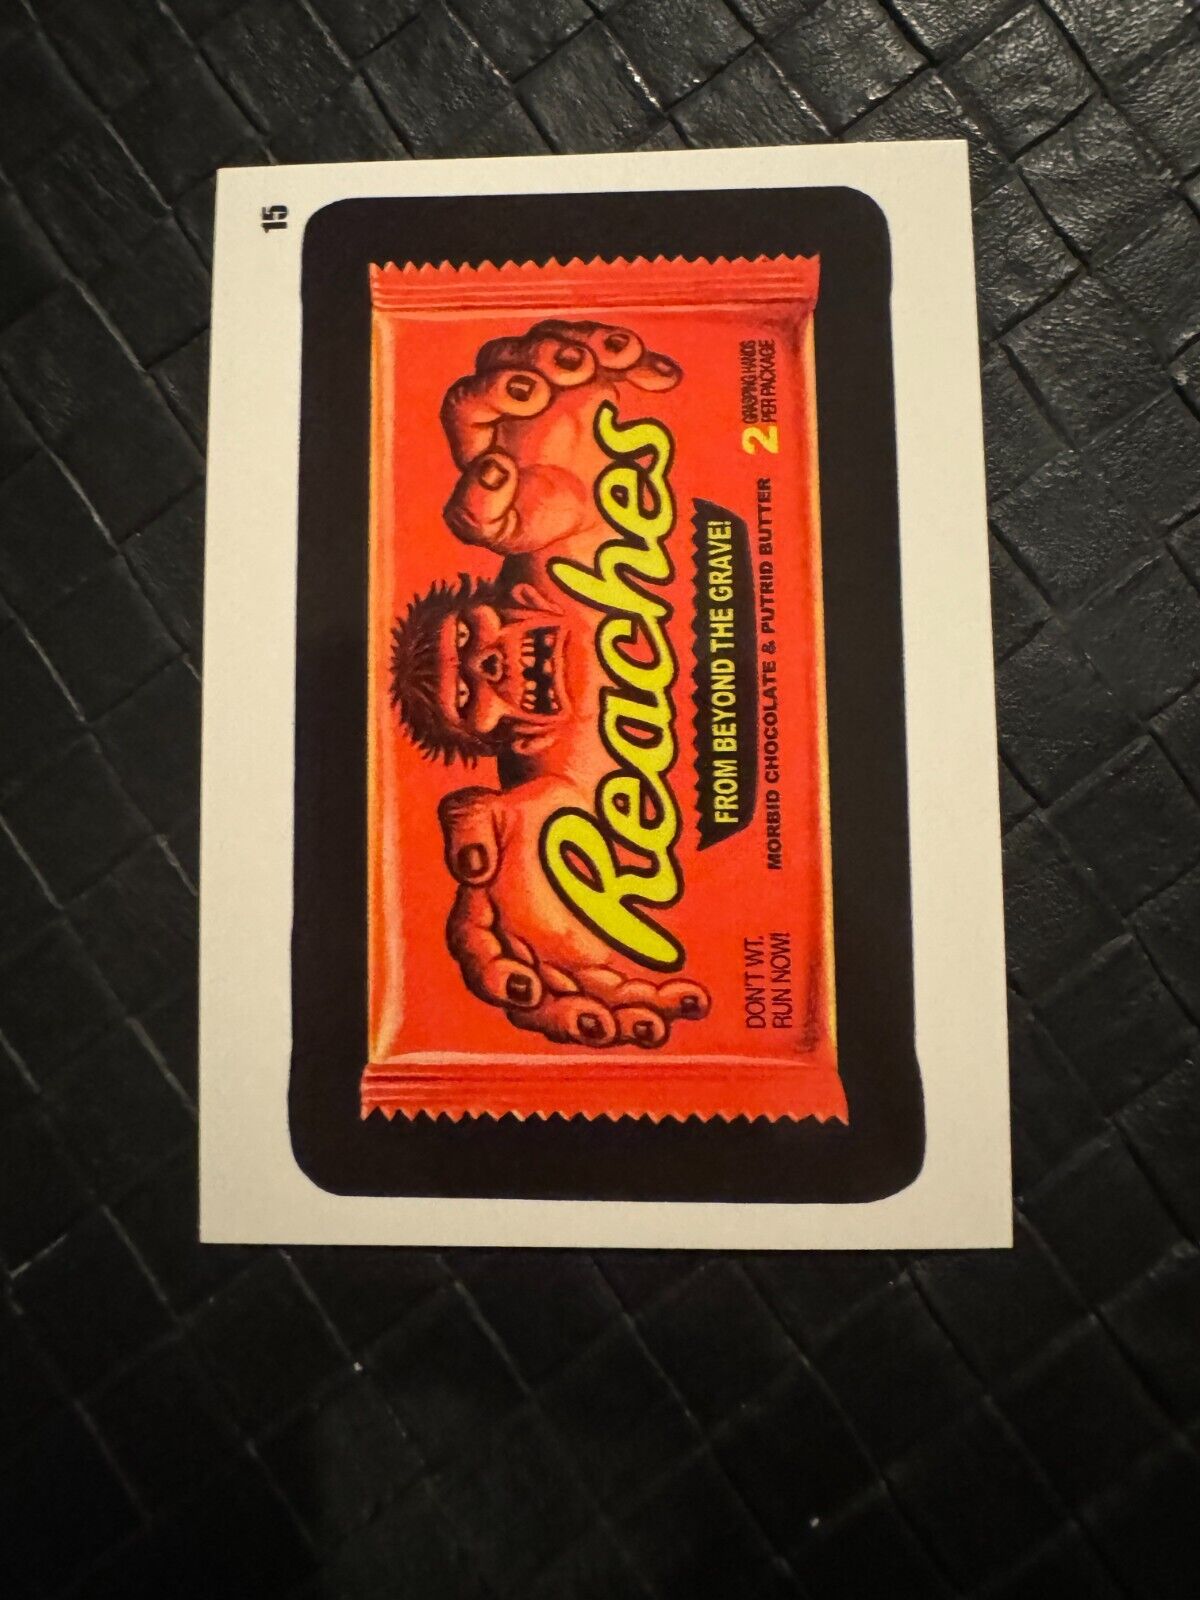 15
Reaches
FROM BEYOND THE GRAVE!
MORBID CHOCOLATE & PUTRID BUTTER
DON'T WT.
RUN NOW!
2 GRASPING HANDS
PER PACKAGE